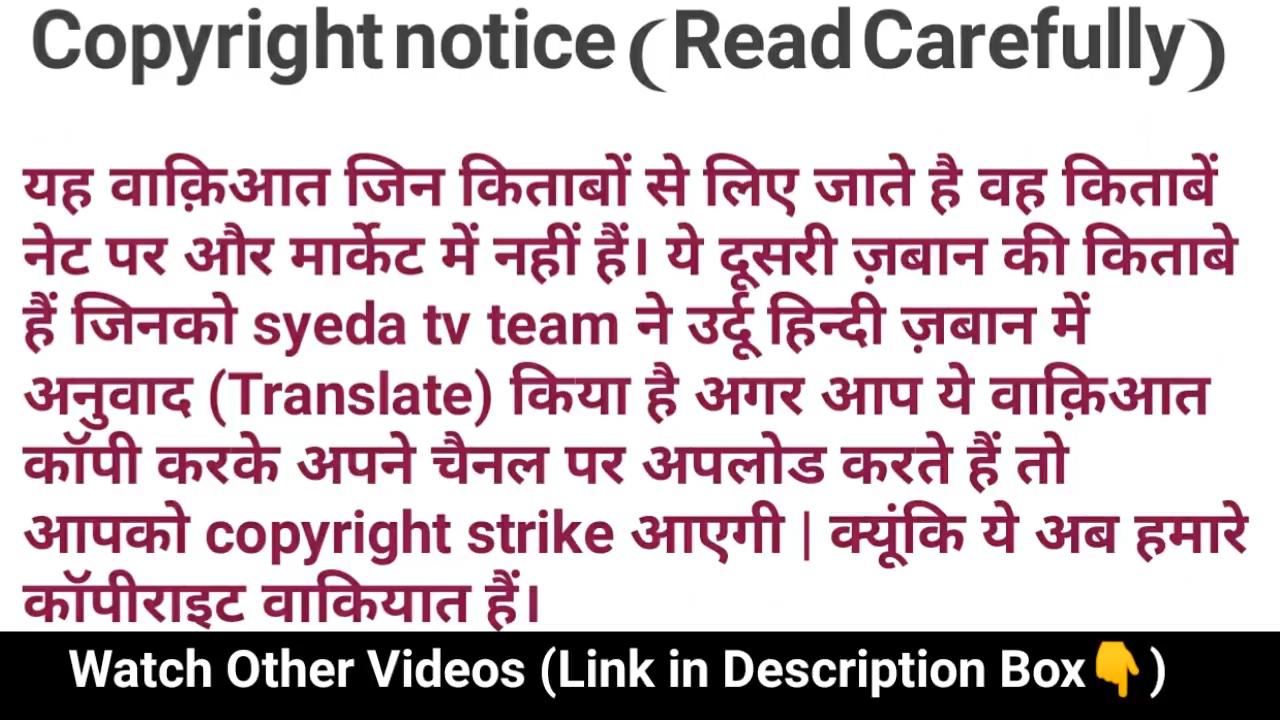 Copyright notice ( Read Carefully)
यह वाक़िआत जिन किताबों से लिए जाते है वह किताबें
नेट पर और मार्केट में नहीं हैं। ये दूसरी ज़बान की किताबे
हैं जिनको syeda tv team ने उर्दू हिन्दी ज़बान में
अनुवाद (Translate) किया है अगर आप ये वाक़िआत
कॉपी करके अपने चैनल पर अपलोड करते हैं तो
आपको copyright strike आएगी | क्यूंकि ये अब हमारे
कॉपीराइट वाकियात हैं।
Watch Other Videos (Link in Description Box👇)